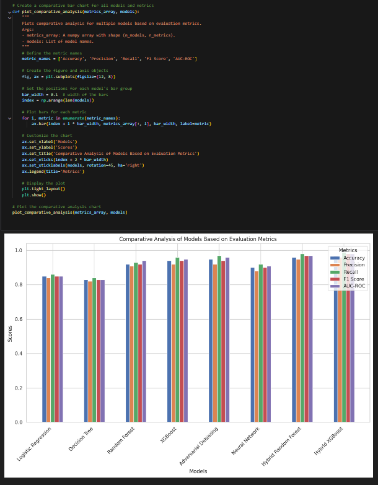 # Create a comparative bar chart for all models and metrics
def plot_comparative_analysis(metrics_array, models):
"""
Plots comparative analysis for multiple models based on evaluation metrics.
Args:
- metrics_array: A numpy array with shape (n_models, n_metrics).
- models: List of model names.
"""
# Define the metric names
metric_names = ['Accuracy', 'Precision', 'Recall', 'F1 Score', 'AUC-ROC']
# Create the figure and axis objects
fig, ax = plt.subplots(figsize=(12, 8))
# Set the positions for each model's bar group
bar_width = 0.1 # Width of the bars
index = np.arange(len(models))
# Plot bars for each metric
for i, metric in enumerate(metric_names):
ax.bar(index + i * bar_width, metrics_array[:, i], bar_width, label=metric)
# Customize the chart
ax.set_xlabel('Models')
ax.set_ylabel('Scores')
ax.set_title('Comparative Analysis of Models Based on Evaluation Metrics')
ax.set_xticks(index + 2 * bar_width)
ax.set_xticklabels(models, rotation=45, ha='right')
ax.legend(title='Metrics')
# Display the plot
plt.tight_layout()
plt.show()
# Plot the comparative analysis chart
plot_comparative_analysis(metrics_array, models)
Comparative Analysis of Models Based on Evaluation Metrics
Metrics
Accuracy
Precision
Recall
F1 Score
AUC-ROC
1.0
0.8
0.6
0.4
0.2
0.0
Scores
Logistic Regression
Decision Tree
Random Forest
XGBoost
Adversarial Debiasing
Neural Network
Hybrid Random Forest
Hybrid XGBoost
Models